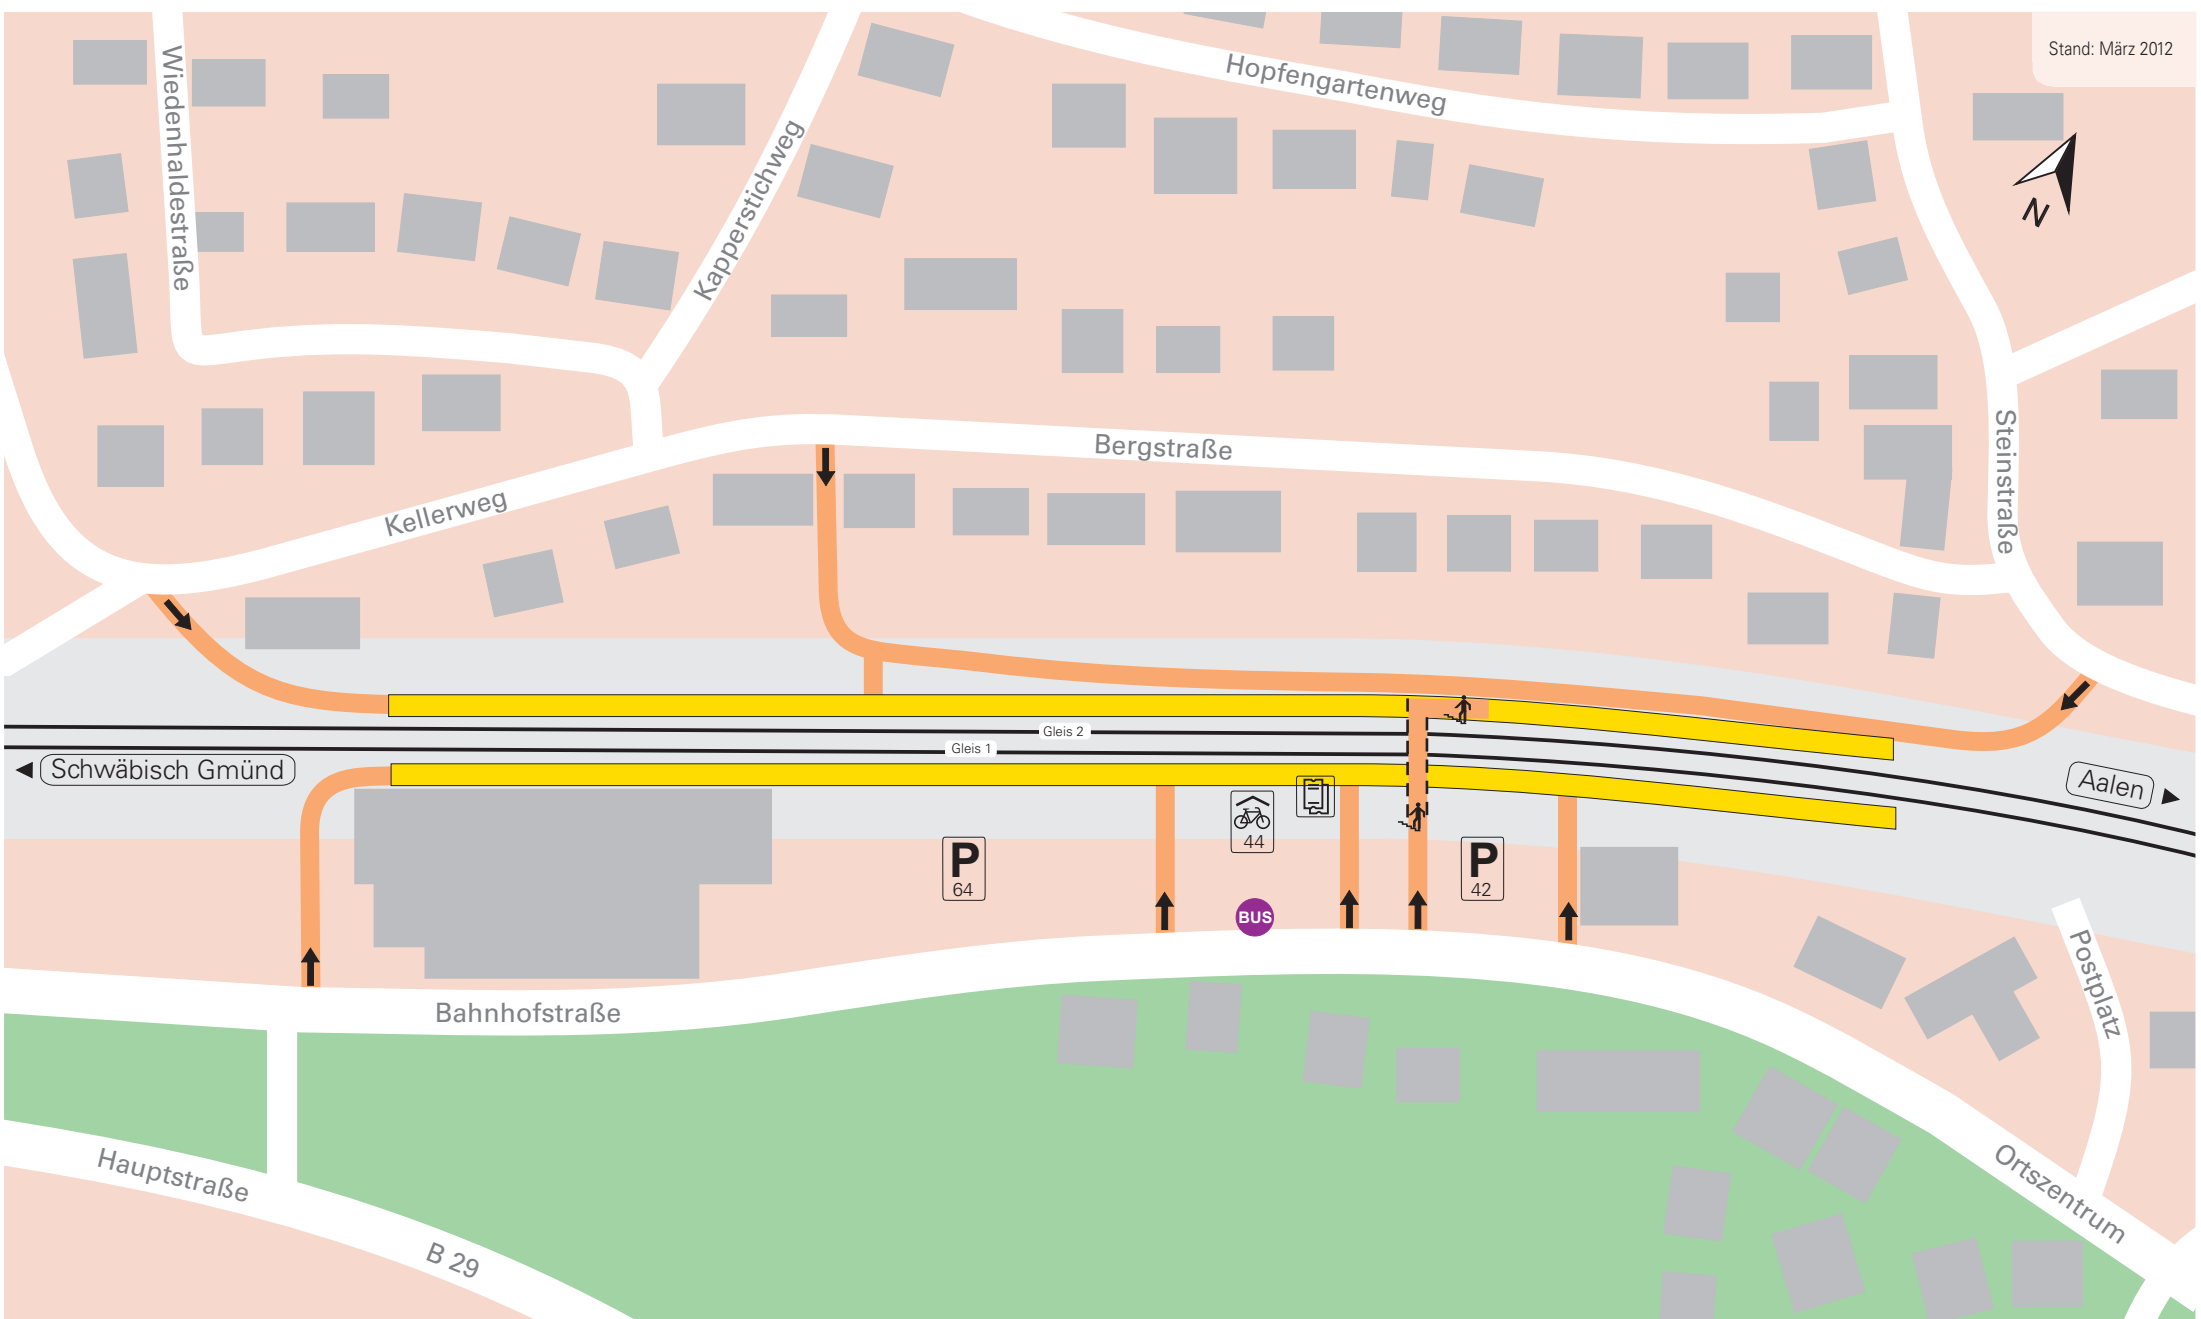 Stand: März 2012
Wiedenhaldestraße
Hopfengartenweg
Kapperstichweg
N
Bergstraße
Steinstraße
Kellerweg
Gleis 2
Gleis 1
Schwäbisch Gmünd
Aalen
44
P
64
P
42
BUS
Postplatz
Bahnhofstraße
Hauptstraße
Ortszentrum
B 29